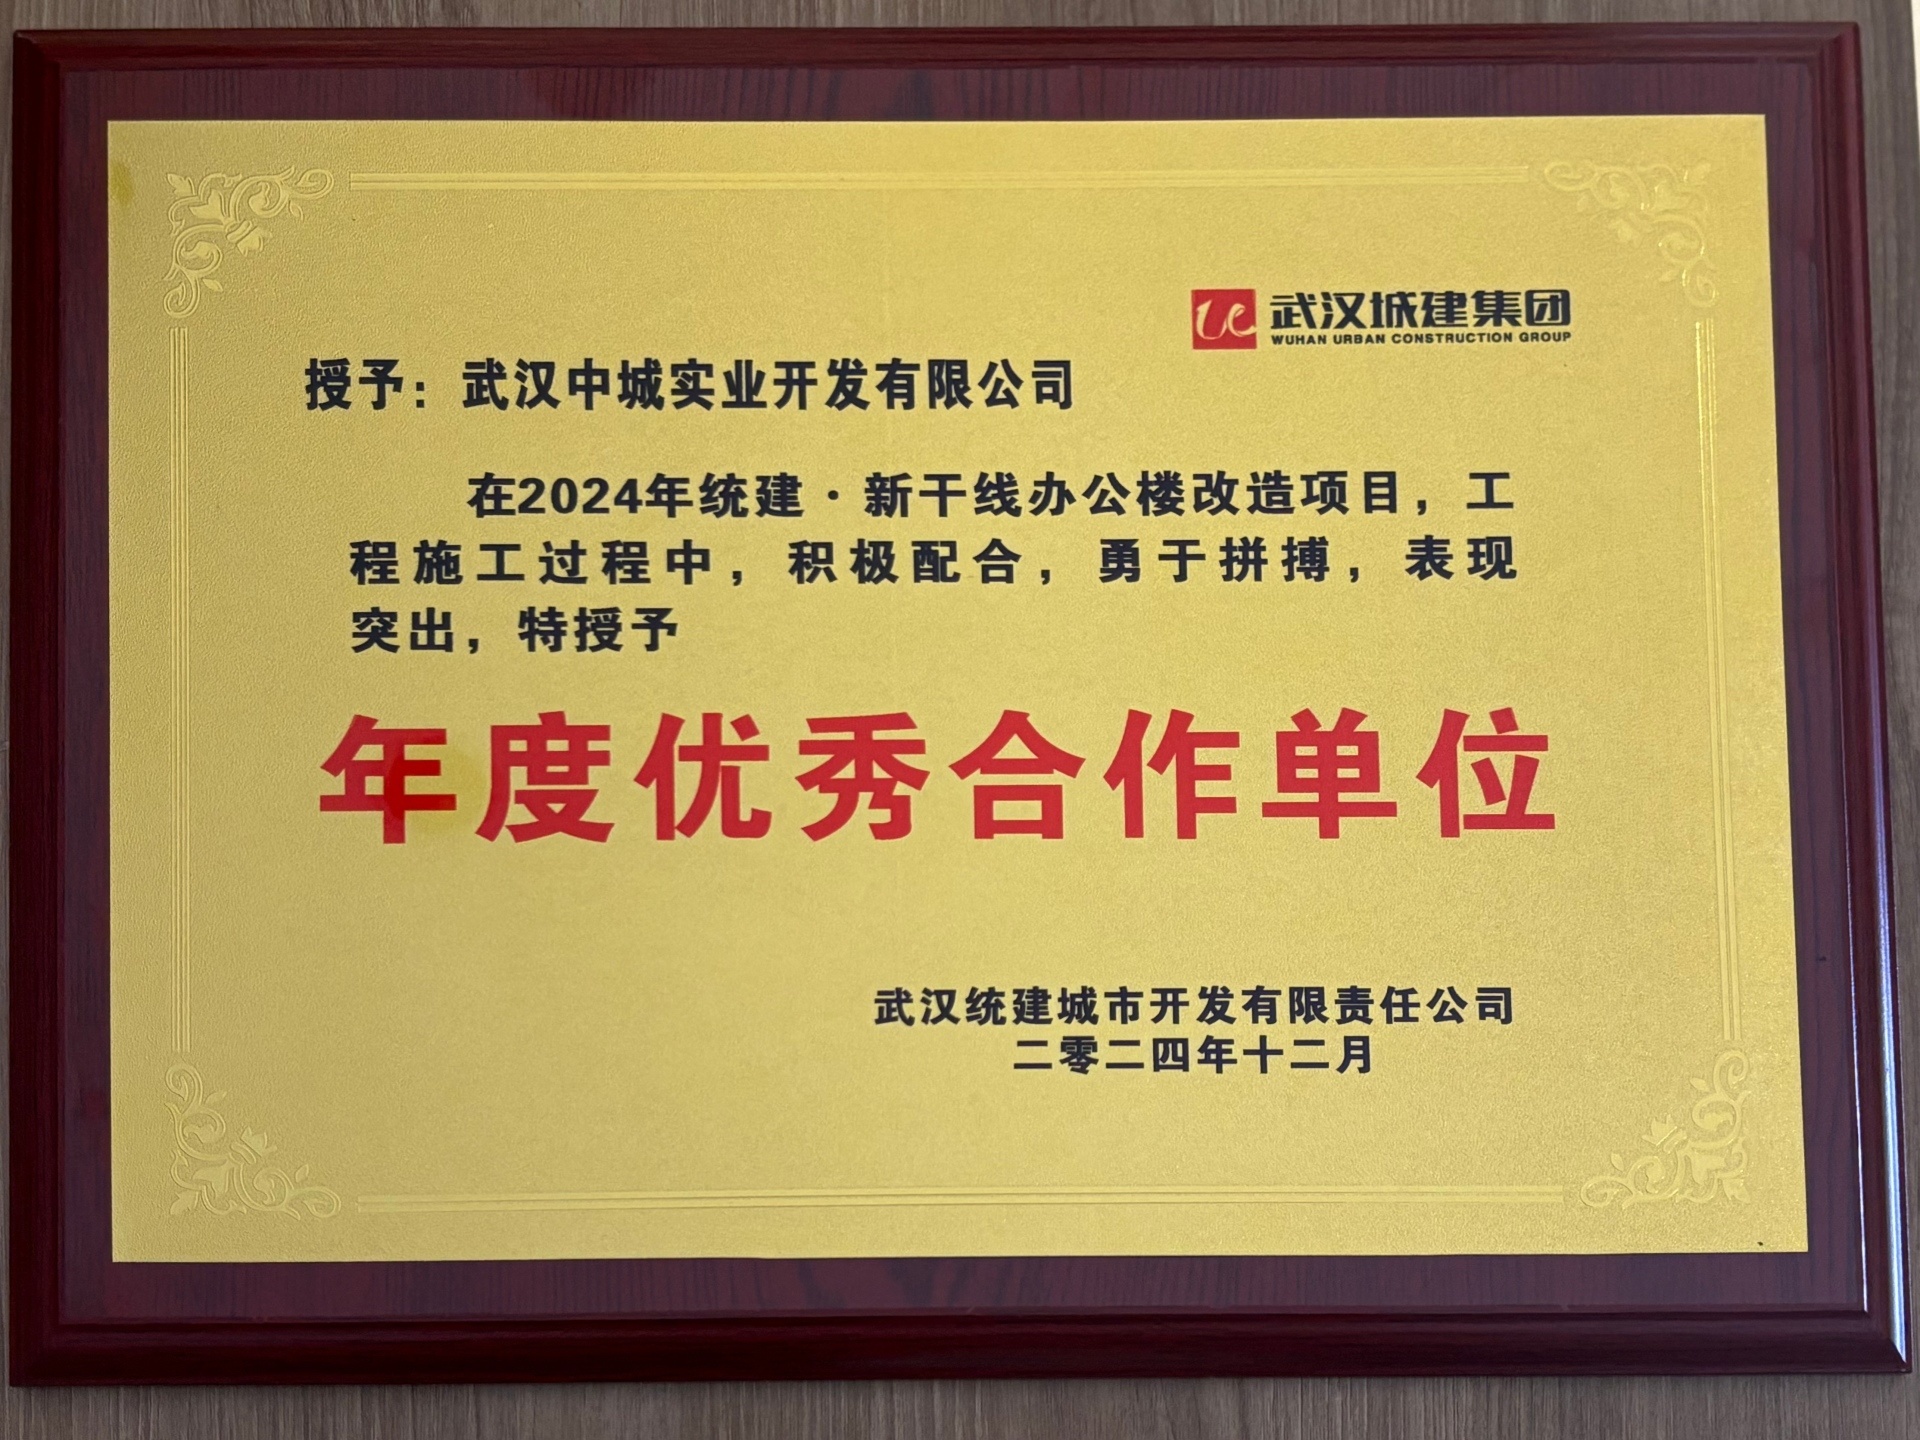 武汉城建集团
WUHAN URBAN CONSTRUCTION GROUP
授予：武汉中城实业开发有限公司
在2024年统建·新干线办公楼改造项目，工
程施工过程中，积极配合，勇于拼搏，表现
突出，特授予
年度优秀合作单位
武汉统建城市开发有限责任公司
二零二四年十二月